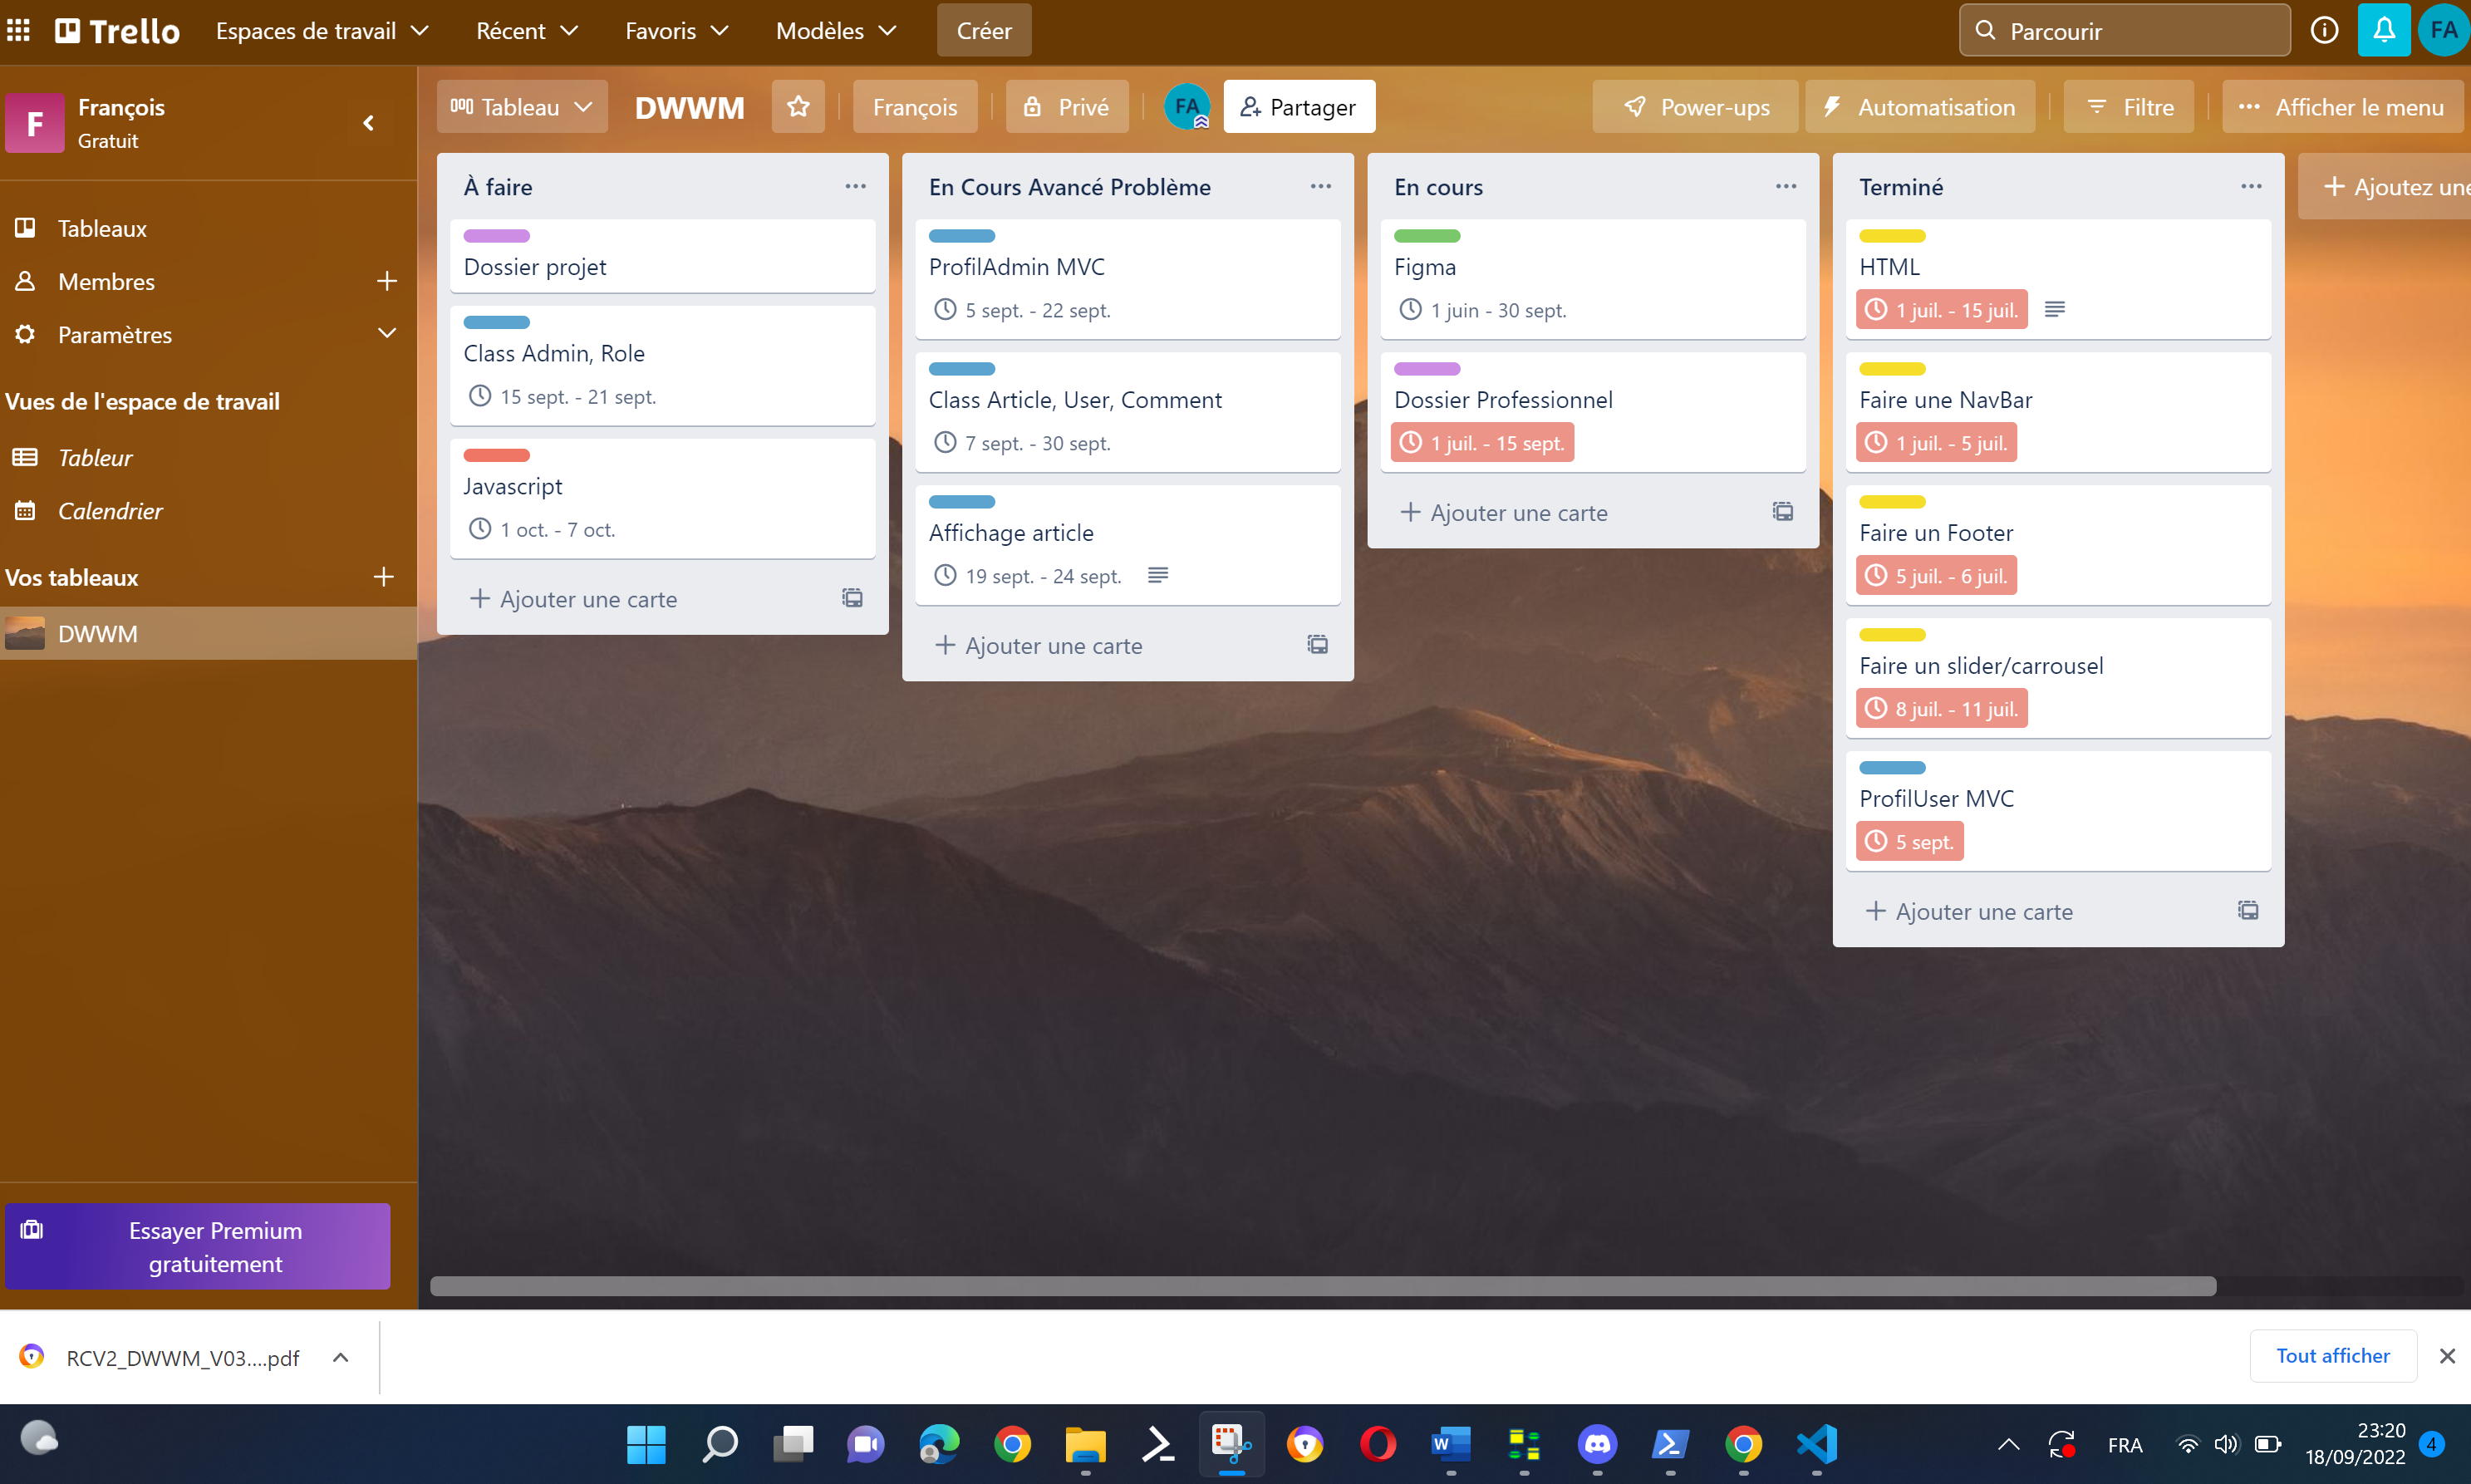 Trello
Espaces de travail
Récent
Favoris
Modèles
Créer
Parcourir
FA
F
François
Gratuit
Tableaux
Membres
Paramètres
Vues de l'espace de travail
Tableur
Calendrier
Vos tableaux
DWWM
Essayer Premium
gratuitement
Tableau
DWWM
François
Privé
FA
Partager
Power-ups
Automatisation
Filtre
Afficher le menu
À faire
Dossier projet
Class Admin, Role
15 sept. - 21 sept.
Javascript
1 oct. - 7 oct.
Ajouter une carte
En Cours Avancé Problème
ProfilAdmin MVC
5 sept. - 22 sept.
Class Article, User, Comment
7 sept. - 30 sept.
Affichage article
19 sept. - 24 sept.
Ajouter une carte
En cours
Figma
1 juin - 30 sept.
Dossier Professionnel
1 juil. - 15 sept.
Ajouter une carte
Terminé
HTML
1 juil. - 15 juil.
Faire une NavBar
1 juil. - 5 juil.
Faire un Footer
5 juil. - 6 juil.
Faire un slider/carrousel
8 juil. - 11 juil.
ProfilUser MVC
5 sept.
Ajouter une carte
Ajoutez une
RCV2_DWWM_V03....pdf
Tout afficher
W
FRA
23:20
18/09/2022
4